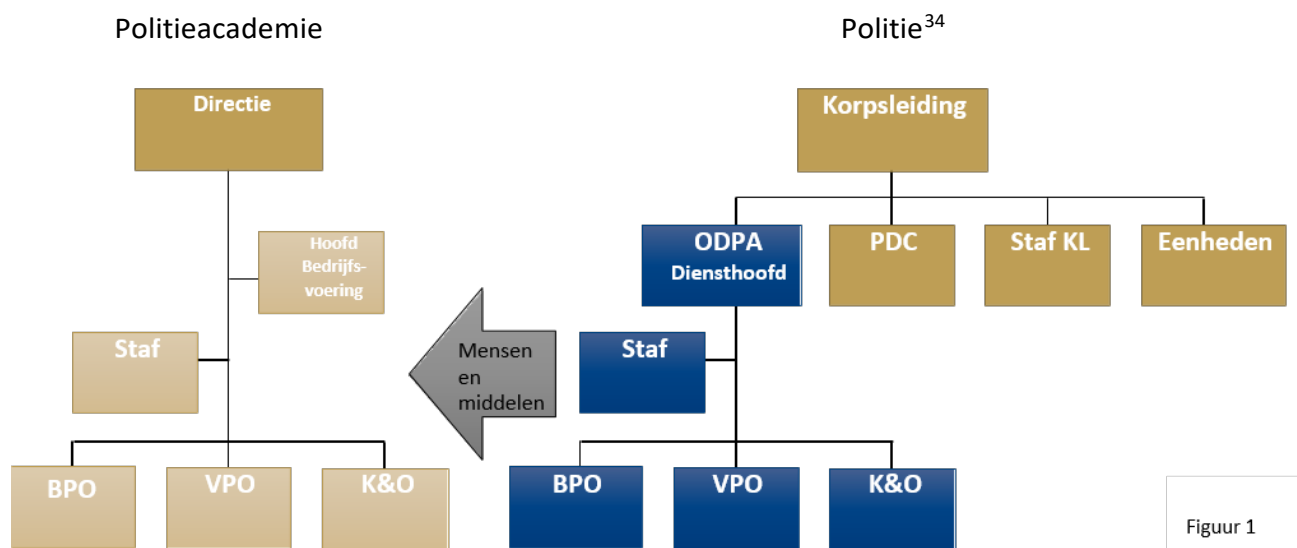 Politieacademie
Politie34
Directie
Korpsleiding
Hoofd
Bedrijfs-
voering
ODPA
Diensthoofd
PDC
Staf KL
Eenheden
Staf
Mensen
en
middelen
Staf
BPO
VPO
K&O
BPO
VPO
K&O
Figuur 1